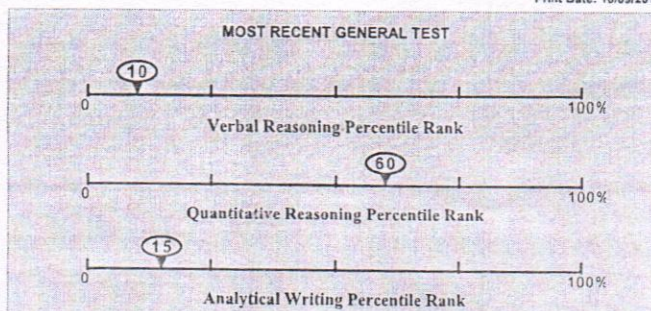 MOST RECENT GENERAL TEST
10
0 100%
Verbal Reasoning Percentile Rank
60
0 100%
Quantitative Reasoning Percentile Rank
15
0 100%
Analytical Writing Percentile Rank